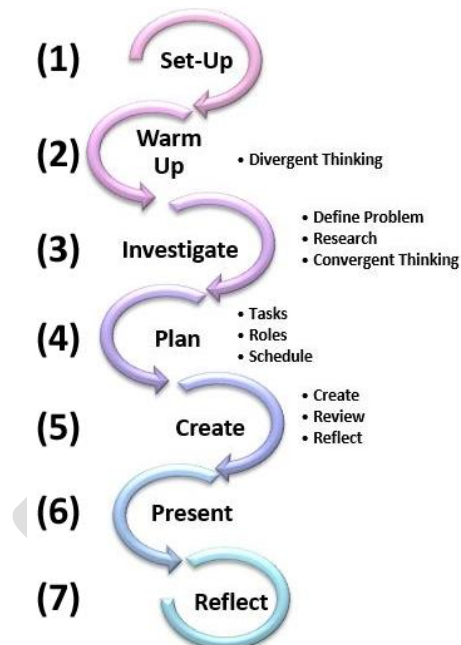 (1) Set-Up
(2) Warm
Up
• Divergent Thinking
(3) Investigate
• Define Problem
• Research
• Convergent Thinking
(4) Plan
• Tasks
• Roles
• Schedule
(5) Create
• Create
• Review
• Reflect
(6) Present
(7) Reflect